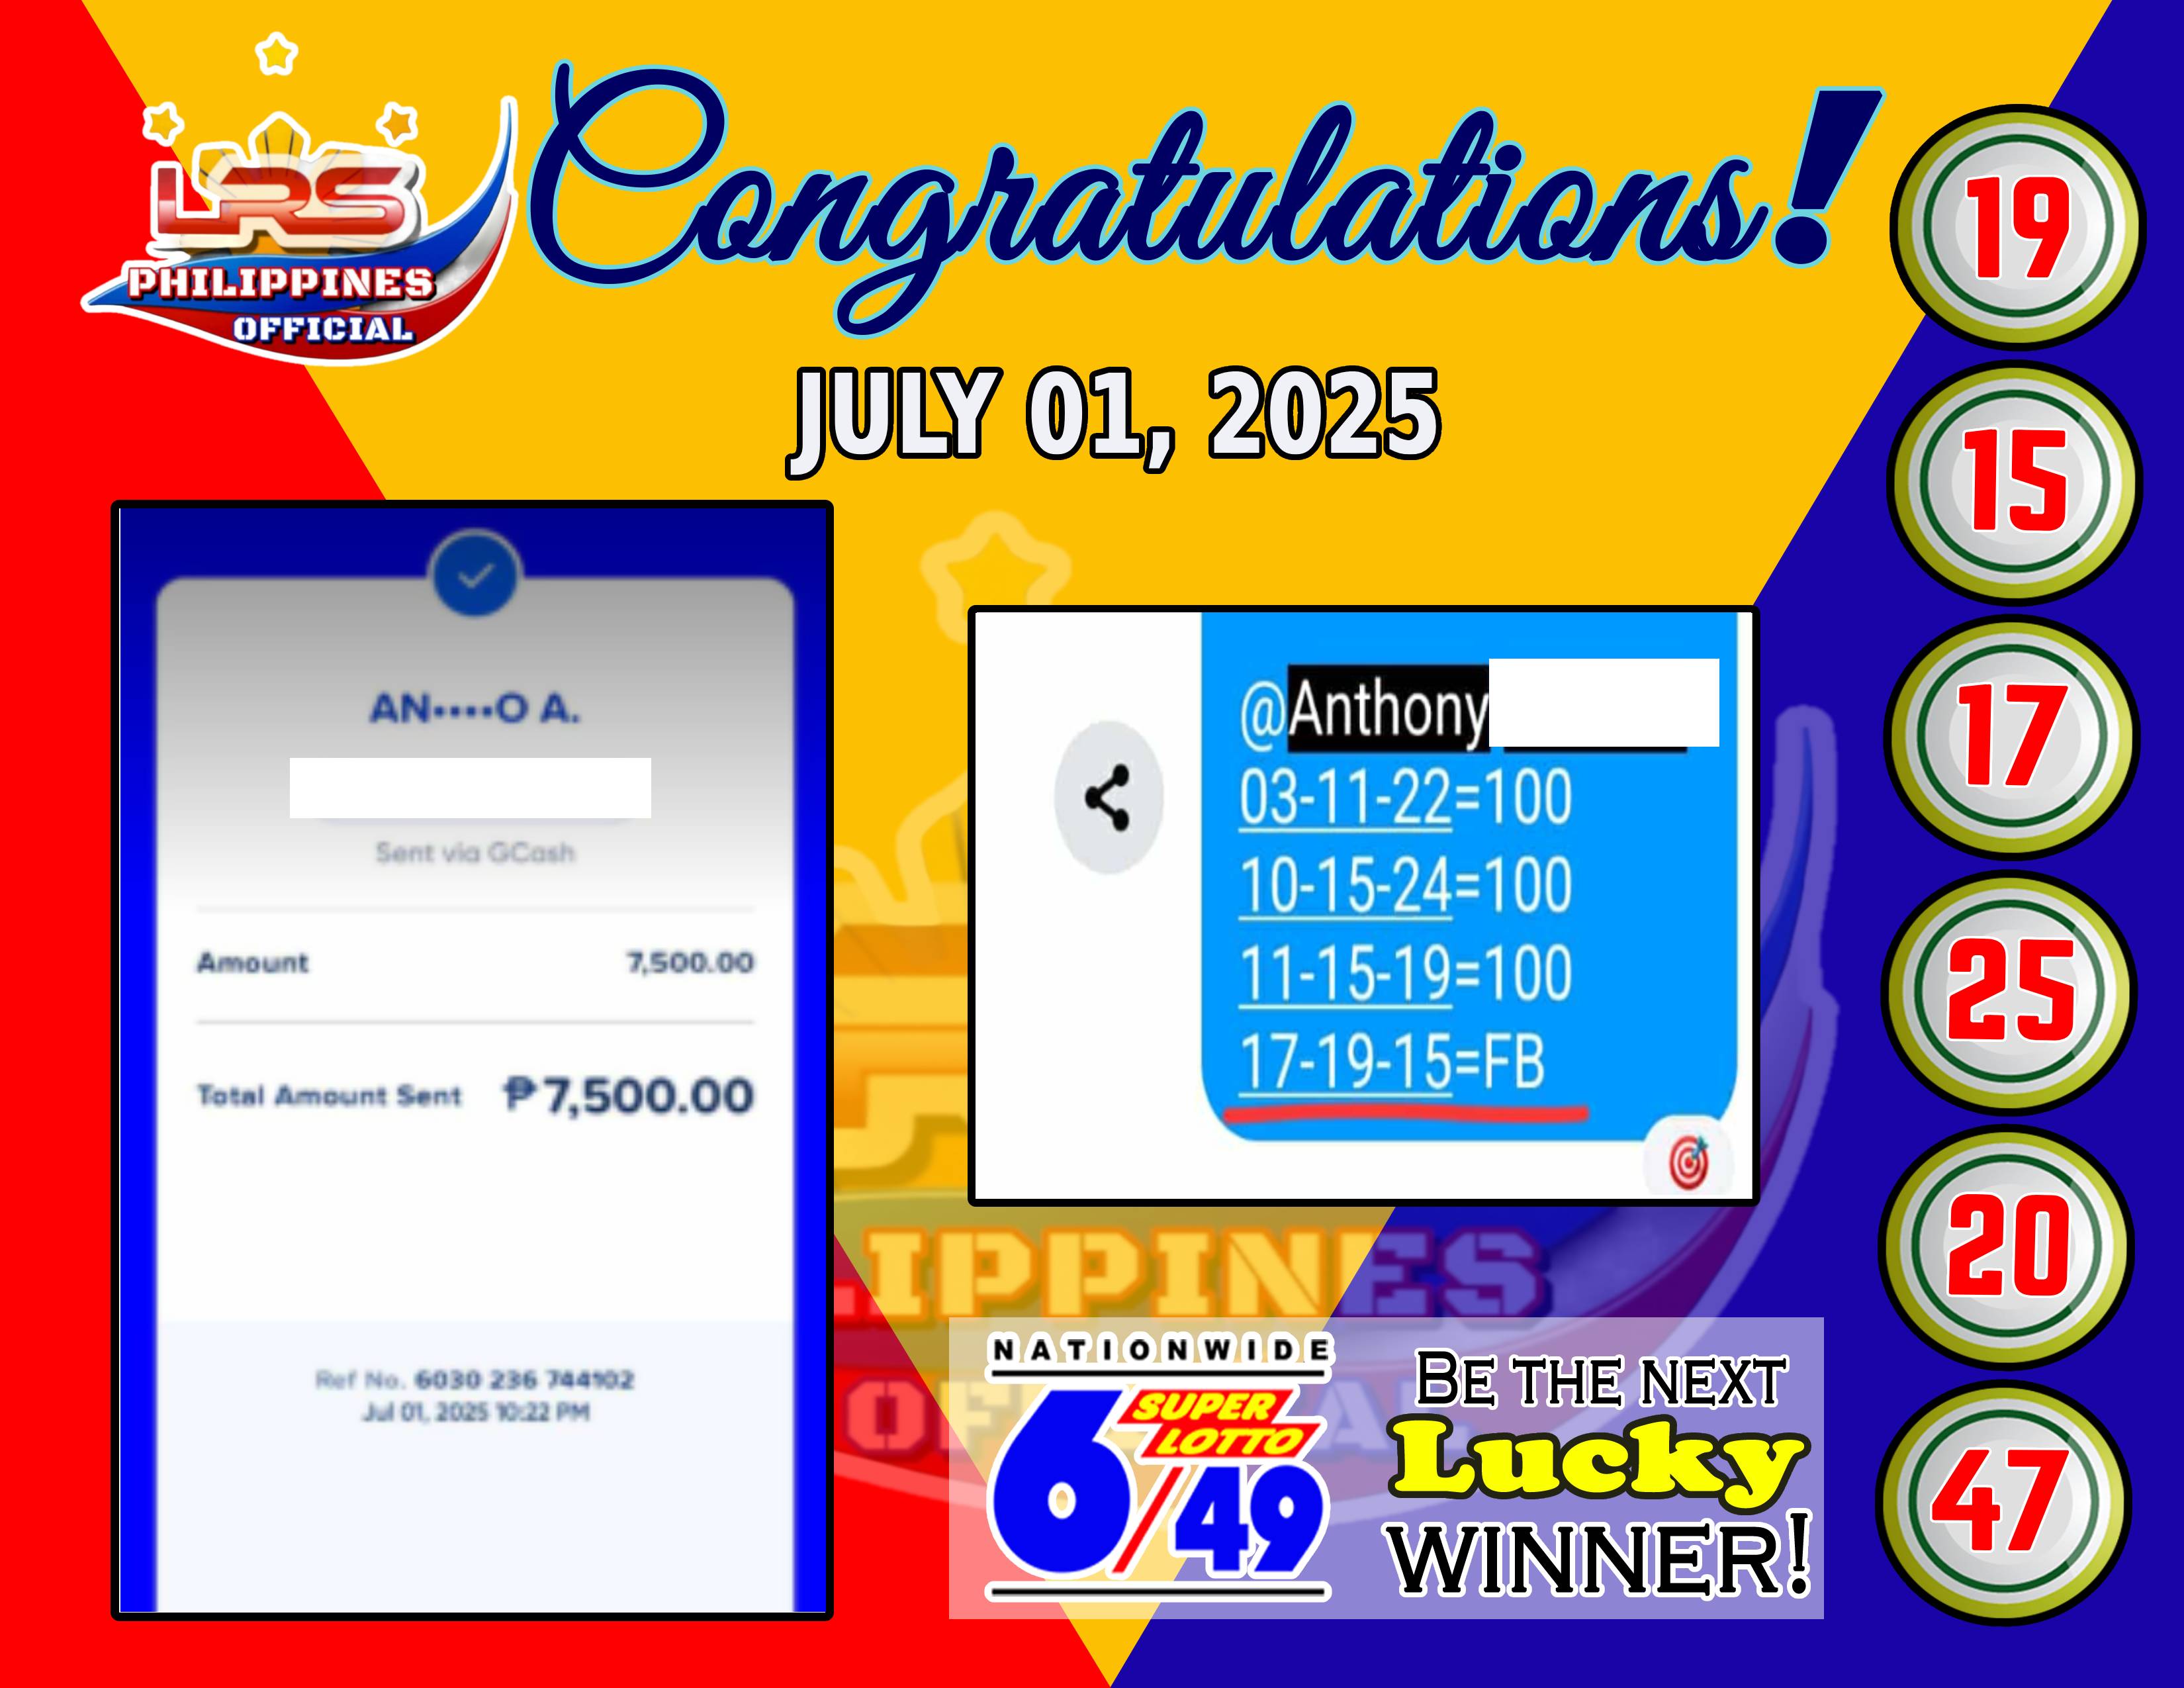 LRS
PHILIPPINES
OFFICIAL
Congratulations!
JULY 01, 2025
AN····O A.
Sent via GCash
Amount 7,500.00
Total Amount Sent ₱7,500.00
Ref No. 6030 236 744102
Jul 01, 2025 10:22 PM
@Anthony
03-11-22=100
10-15-24=100
11-15-19=100
17-19-15=FB
LIPPINES
OFFICIAL
NATIONWIDE
SUPER
LOTTO
6/49
BE THE NEXT
Lucky
WINNER!
19
15
17
25
20
47